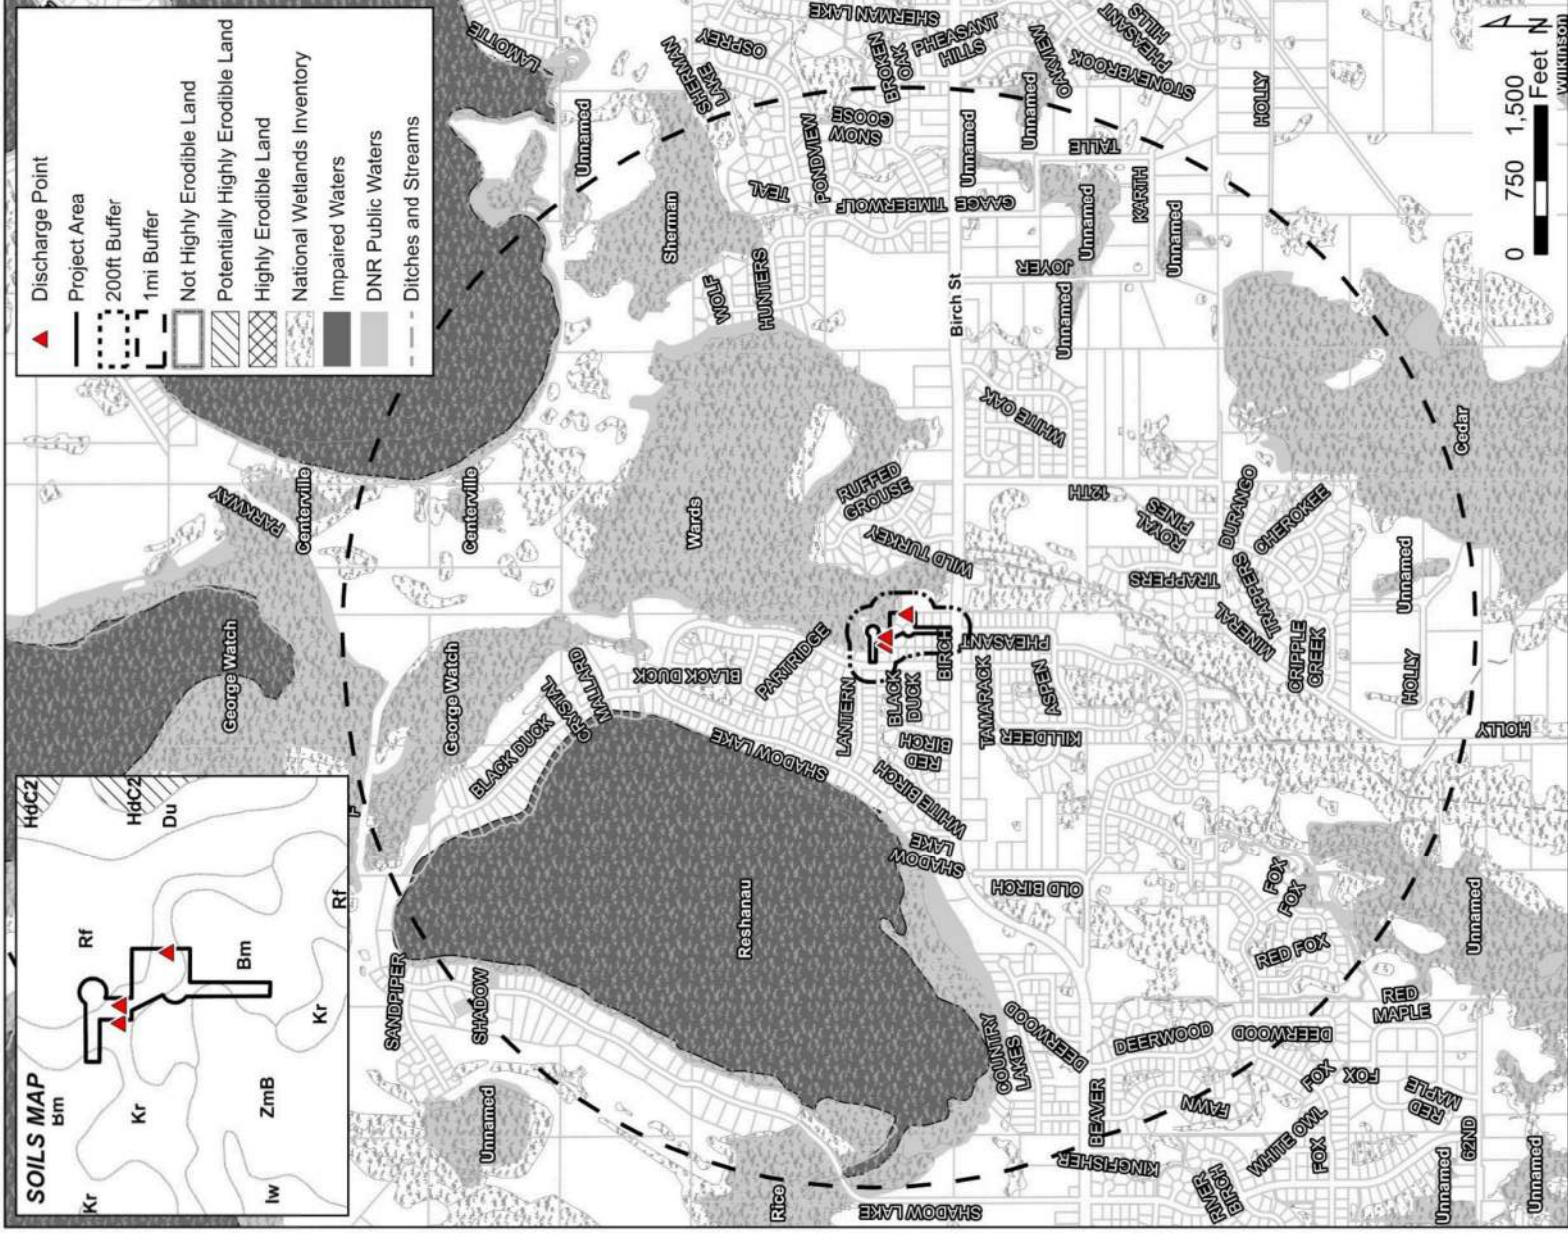 SOILS MAP
Kr
Bm
Kr
Iw
ZmB
Rf
Bm
Kr
Rf
HdC2
HdC2
Du
Discharge Point
Project Area
200ft Buffer
1mi Buffer
Not Highly Erodible Land
Potentially Highly Erodible Land
Highly Erodible Land
National Wetlands Inventory
Impaired Waters
DNR Public Waters
Ditches and Streams
LAMOTTE
George Watch
PARKWAY
Centerville
Centerville
George Watch
F
Unnamed
Sherman
SHERMAN
LAKE
OSPREY
SHERMAN LAKE
BROKEN
OAK
PHEASANT
HILLS
PHEASANT
HILLS
OAKVIEW
STONEYBROOK
SNOW
GOOSE
PONDVIEW
TEAL
TIMBERWOLF
GAAGE
Unnamed
Unnamed
TALLE
KARTH
Unnamed
Unnamed
JOYER
Unnamed
HOLLY
WOLF
HUNTERS
Birch St
WHITE OAK
Wards
RUFFED
GROUSE
WILD TURKEY
12TH
ROYAL
PINES
DURANGO
CHEROKEE
TRAPPERS
TRAPPERS
MINERAL
CRIPPLE
CREEK
Unnamed
HOLLY
HOLLY
Cedar
MALLARD
CRYSTAL
BLACK DUCK
BLACK DUCK
PARTRIDGE
SHADOW LAKE
LANTERN
BLACK
DUCK
BIRCH
PHEASANT
RED
BIRCH
TAMARACK
ASPEN
KILLDEER
WHITE BIRCH
SHADOW
LAKE
OLD BIRCH
Reshanau
SANDPIPER
SHADOW
Unnamed
Rice
SHADOW LAKE
COUNTRY
LAKES
DEERWOOD
DEERWOOD
DEERWOOD
BEAVER
KINGFISHER
FAWN
FOX
FOX
RED FOX
RED
MAPLE
FOX
FOX
RED
MAPLE
WHITE OWL
FOX
RIVER
BIRCH
62ND
Unnamed
Unnamed
Unnamed
0 750 1,500
Feet N
Wilkinson